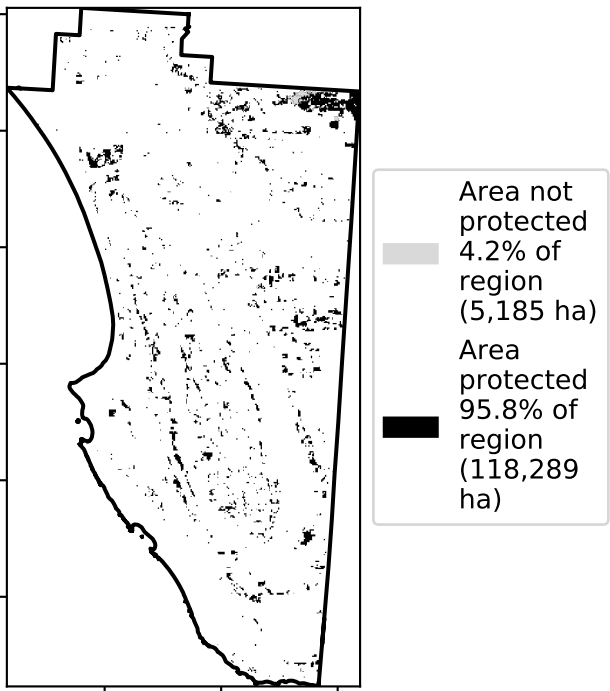 Area not
protected
4.2% of
region
(5,185 ha)
Area
protected
95.8% of
region
(118,289
ha)